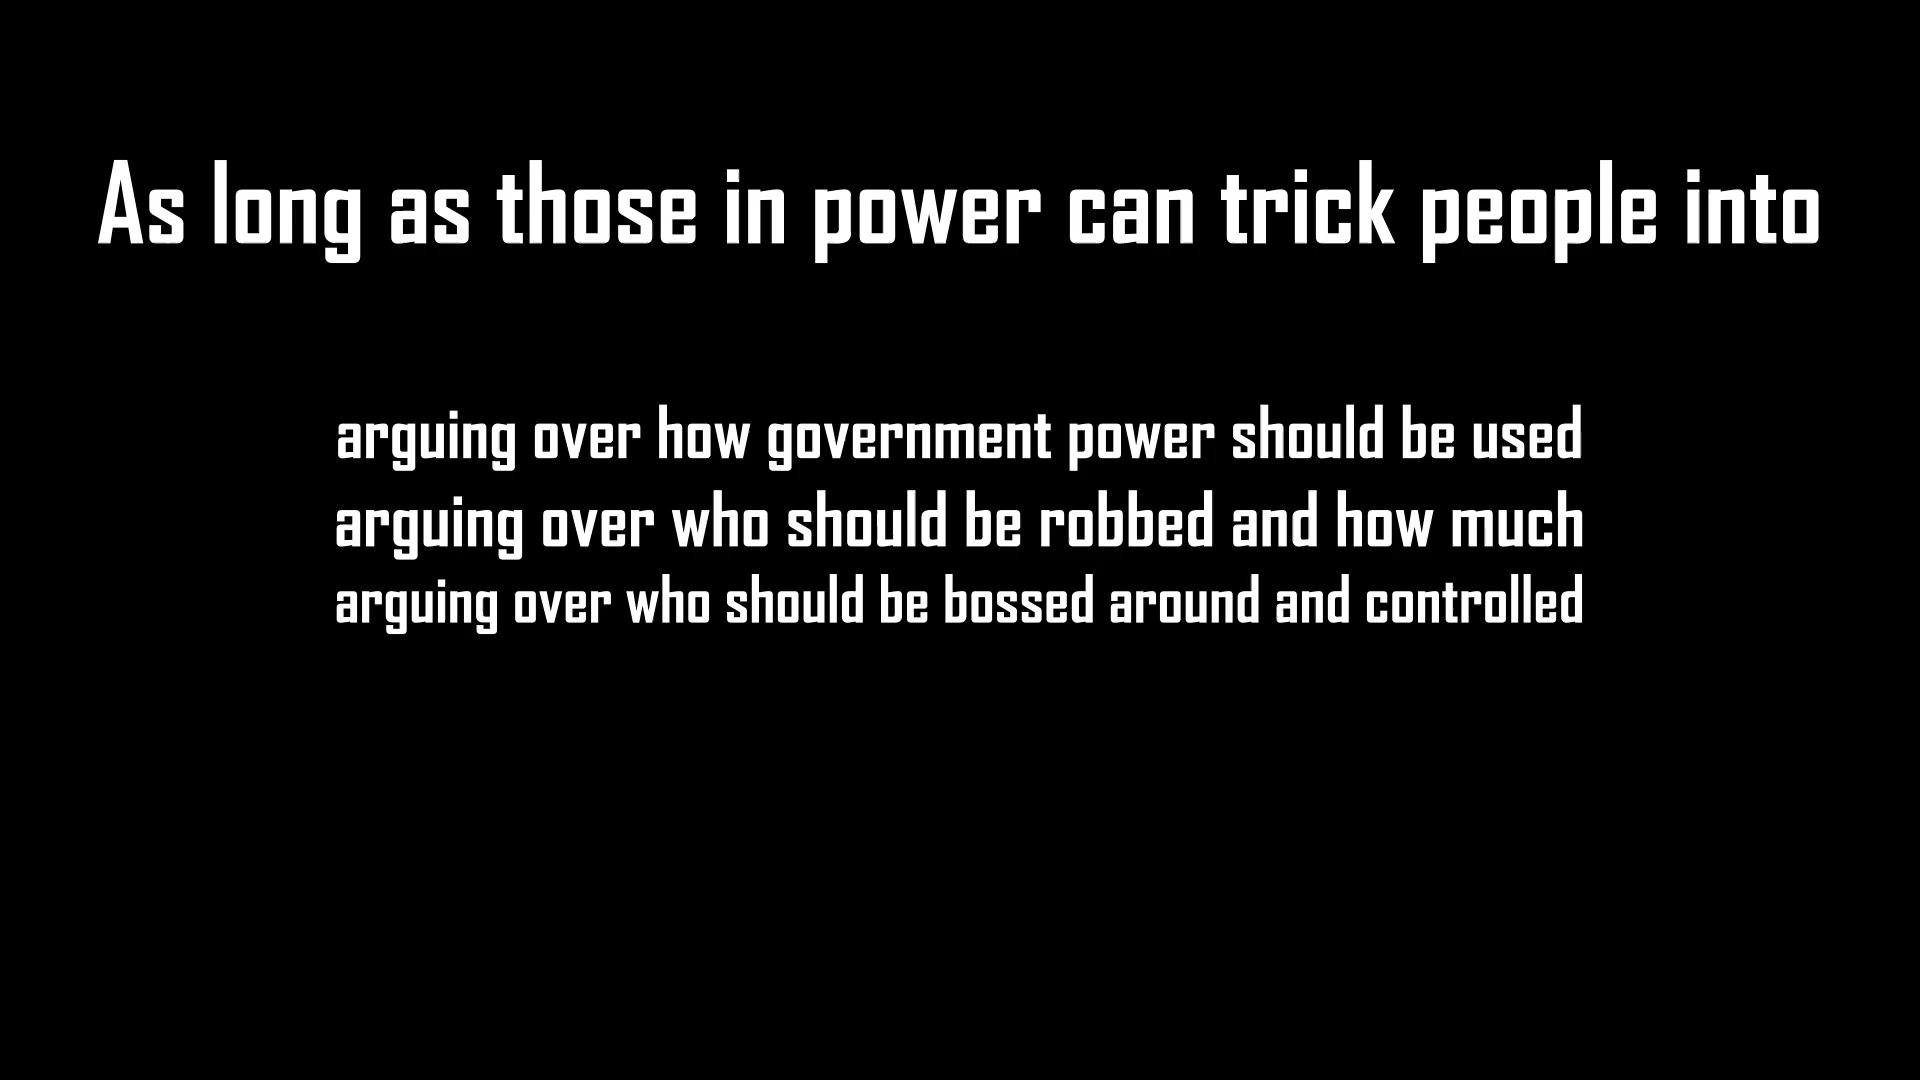 As long as those in power can trick people into
arguing over how government power should be used
arguing over who should be robbed and how much
arguing over who should be bossed around and controlled